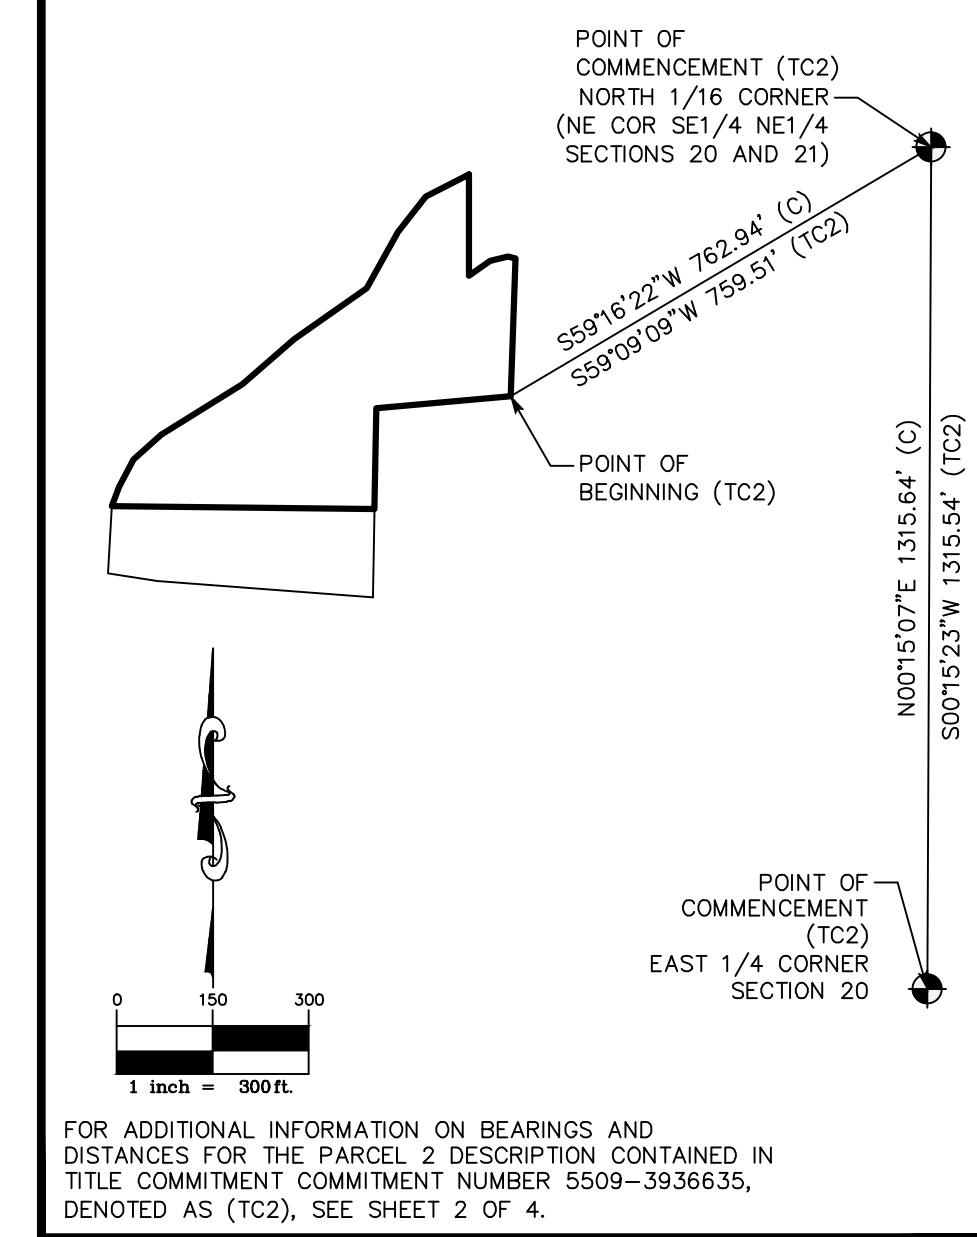 POINT OF
COMMENCEMENT (TC2)
NORTH 1/16 CORNER
(NE COR SE1/4 NE1/4
SECTIONS 20 AND 21)
S59°16'22"W 762.94' (C)
S59°09'09"W 759.51' (TC2)
POINT OF
BEGINNING (TC2)
N00°15'07"E 1315.64' (C)
S00°15'23"W 1315.54' (TC2)
POINT OF
COMMENCEMENT
(TC2)
EAST 1/4 CORNER
SECTION 20
0 150 300
1 inch = 300ft.
FOR ADDITIONAL INFORMATION ON BEARINGS AND
DISTANCES FOR THE PARCEL 2 DESCRIPTION CONTAINED IN
TITLE COMMITMENT COMMITMENT NUMBER 5509-3936635,
DENOTED AS (TC2), SEE SHEET 2 OF 4.